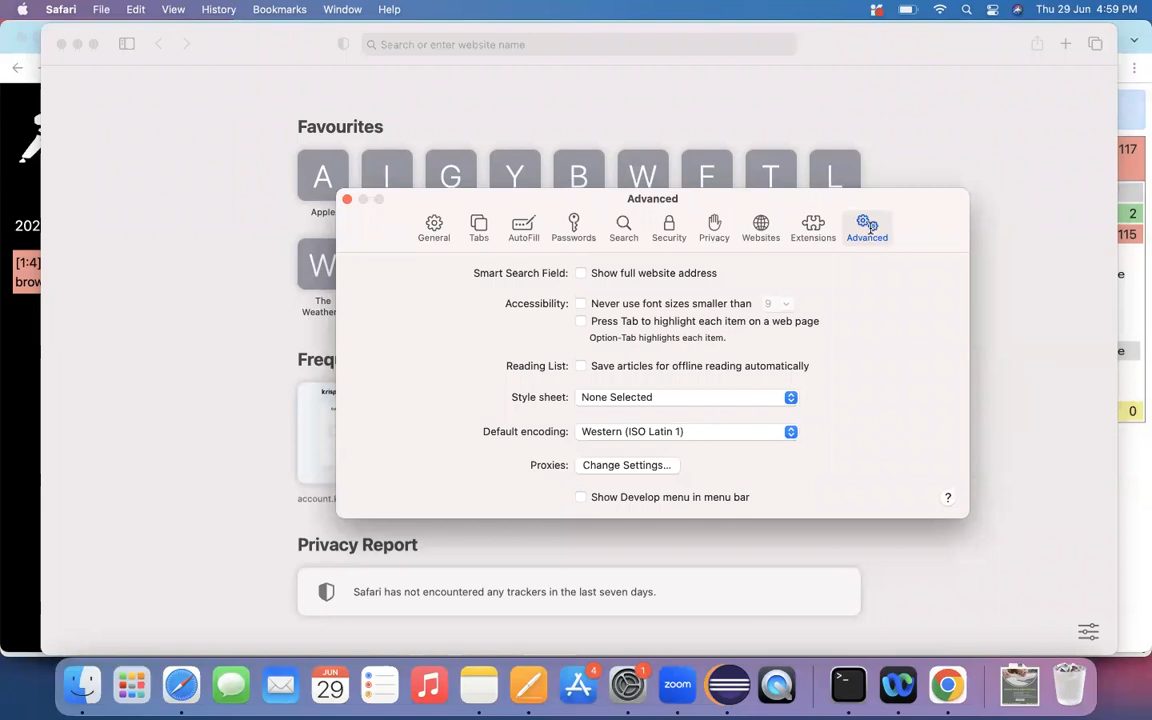 Safari File Edit View History Bookmarks Window Help Thu 29 Jun 4:59 PM
Search or enter website name
Favourites
A I G Y B W F T L
Apple
W
The
Weather
Advanced
General Tabs AutoFill Passwords Search Security Privacy Websites Extensions Advanced
Smart Search Field: Show full website address
Accessibility: Never use font sizes smaller than 9
Press Tab to highlight each item on a web page
Option-Tab highlights each item.
Reading List: Save articles for offline reading automatically
Style sheet: None Selected
Default encoding: Western (ISO Latin 1)
Proxies: Change Settings...
Show Develop menu in menu bar
?
Freq
krisp
account.
Privacy Report
Safari has not encountered any trackers in the last seven days.
202
[1:4]
brow
117
2
115
e
e
0
JUN
29
4
1
zoom
>_